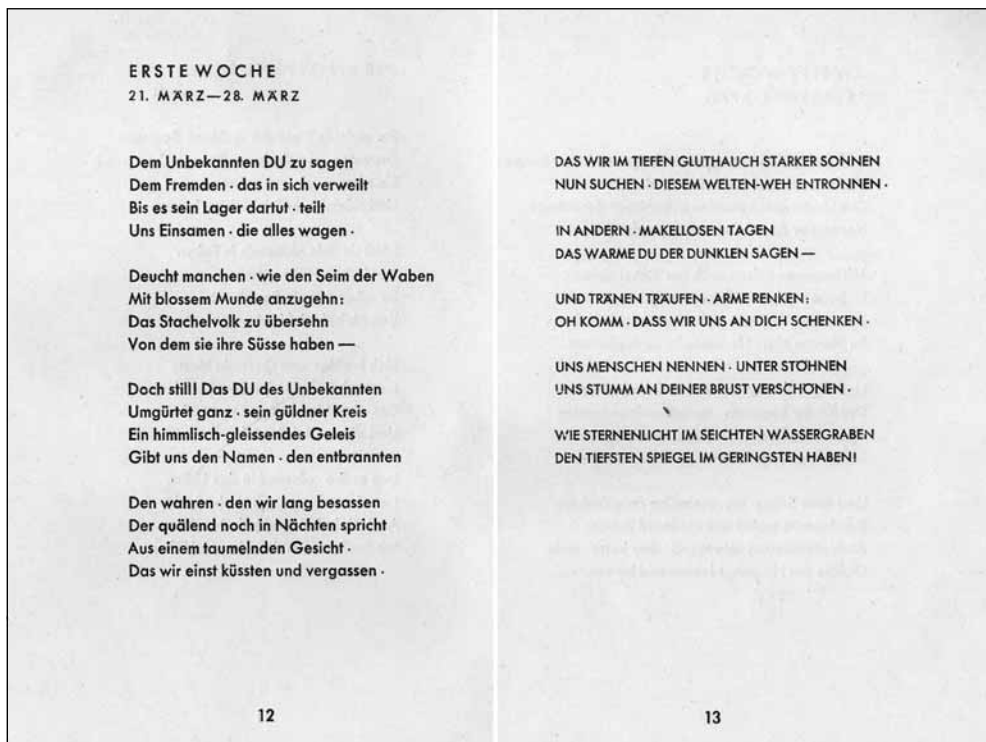 ERSTE WOCHE
21. MÄRZ—28. MÄRZ
Dem Unbekannten DU zu sagen
Dem Fremden · das in sich verweilt
Bis es sein Lager dartut · teilt
Uns Einsamen · die alles wagen ·
Deucht manchen · wie den Seim der Waben
Mit blossem Munde anzugehn:
Das Stachelvolk zu übersehn
Von dem sie ihre Süsse haben —
Doch still! Das DU des Unbekannten
Umgürtet ganz · sein güldner Kreis
Ein himmlisch-gleissendes Geleis
Gibt uns den Namen · den entbrannten
Den wahren · den wir lang besassen
Der quälend noch in Nächten spricht
Aus einem taumelnden Gesicht ·
Das wir einst küssten und vergassen ·
12
DAS WIR IM TIEFEN GLUTHAUCH STARKER SONNEN
NUN SUCHEN · DIESEM WELTEN-WEH ENTRONNEN ·
IN ANDERN · MAKELLOSEN TAGEN
DAS WARME DU DER DUNKLEN SAGEN —
UND TRÄNEN TRÄUFEN · ARME RENKEN:
OH KOMM · DASS WIR UNS AN DICH SCHENKEN ·
UNS MENSCHEN NENNEN · UNTER STÖHNEN
UNS STUMM AN DEINER BRUST VERSCHÖNEN ·
WIE STERNENLICHT IM SEICHTEN WASSERGRABEN
DEN TIEFSTEN SPIEGEL IM GERINGSTEN HABEN!
13